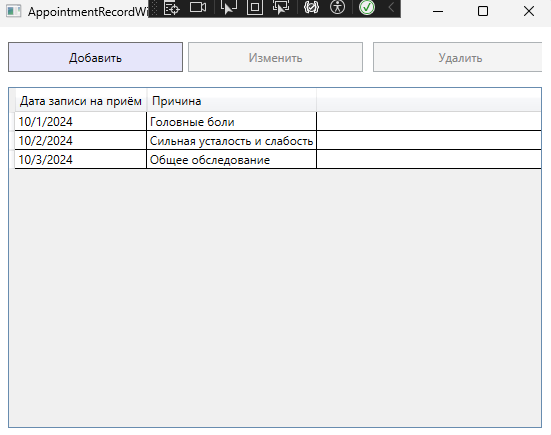 AppointmentRecordWi
Добавить Изменить Удалить
Дата записи на приём Причина
10/1/2024 Головные боли
10/2/2024 Сильная усталость и слабость
10/3/2024 Общее обследование